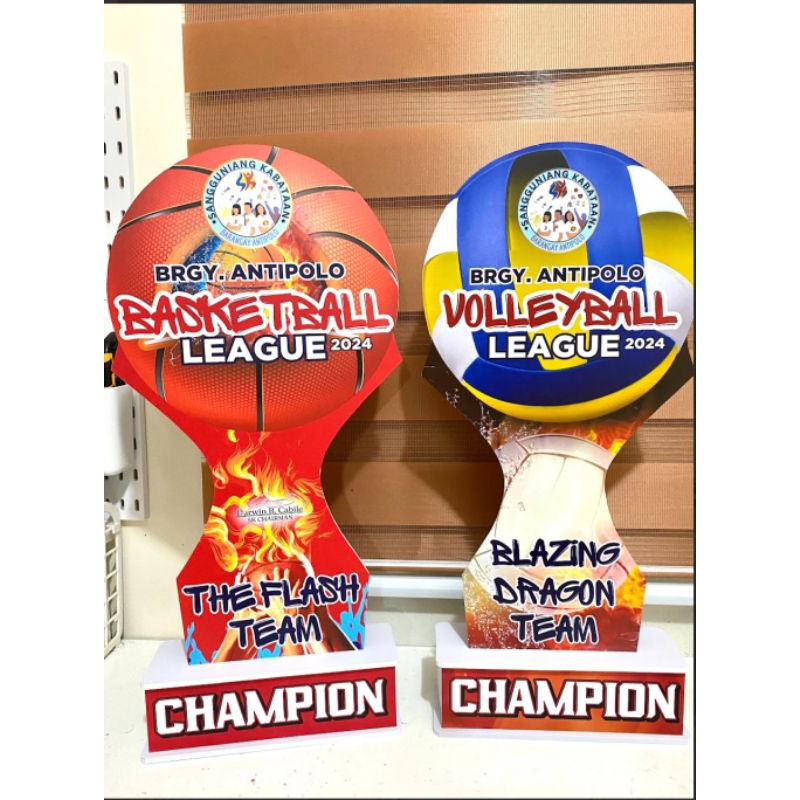 SANGGUNIANG KABATAAN
BARANGAY ANTIPOLO
BRGY. ANTIPOLO
BASKETBALL
LEAGUE 2024
Darwin R. Cabile
SK CHAIRMAN
THE FLASH
TEAM
CHAMPION
SANGGUNIANG KABATAAN
BARANGAY ANTIPOLO
BRGY. ANTIPOLO
VOLLEYBALL
LEAGUE 2024
BLAZING
DRAGON
TEAM
CHAMPION